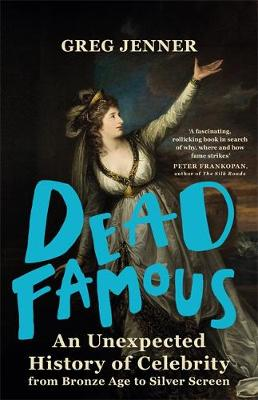 GREG JENNER
‘A fascinating,
rollicking book in search
of why, where and how
fame strikes’
PETER FRANKOPAN,
author of The Silk Roads
DEAD
FAMOUS
An Unexpected
History of Celebrity
from Bronze Age to Silver Screen